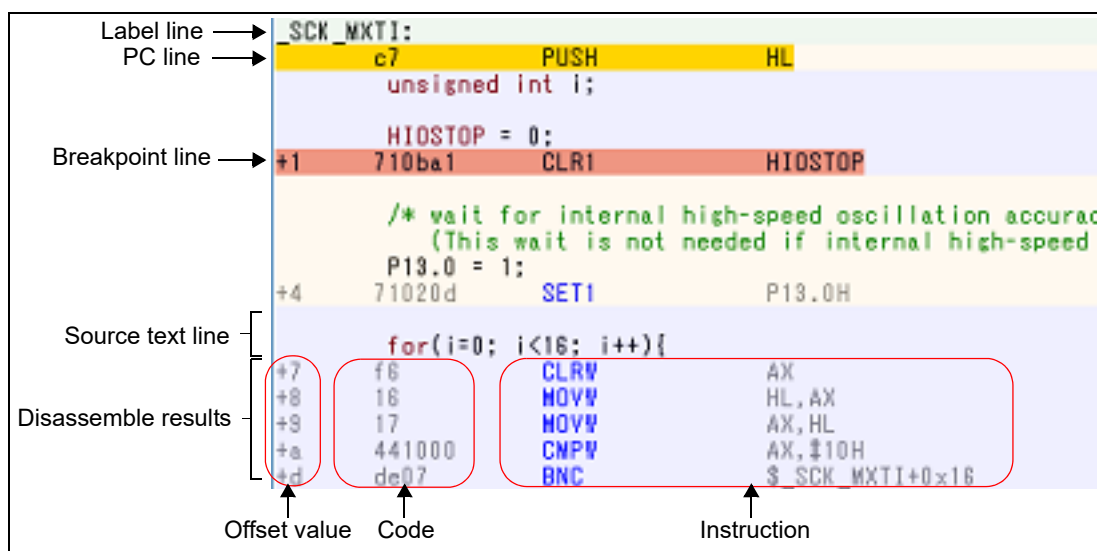 Label line _SCK_MXTI:
PC line c7 PUSH HL
unsigned int i;
HIOSTOP = 0;
Breakpoint line +1 710ba1 CLR1 HIOSTOP
/* wait for internal high-speed oscillation accurac
(This wait is not needed if internal high-speed
P13.0 = 1;
+4 71020d SET1 P13.0H
Source text line
for(i=0; i<16; i++){
+7 f6 CLRW AX
+8 16 MOVW HL,AX
Disassemble results +9 17 MOVW AX,HL
+a 441000 CMPW AX,#10H
+d de07 BNC $_SCK_MXTI+0x16
Offset value Code Instruction